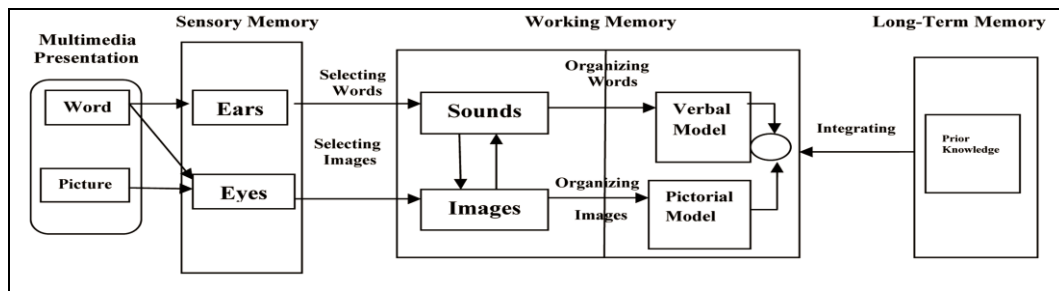 Sensory Memory
Working Memory
Long-Term Memory
Multimedia
Presentation
Word
Picture
Ears
Eyes
Selecting
Words
Selecting
Images
Sounds
Images
Organizing
Words
Organizing
Images
Verbal
Model
Pictorial
Model
Integrating
Prior
Knowledge